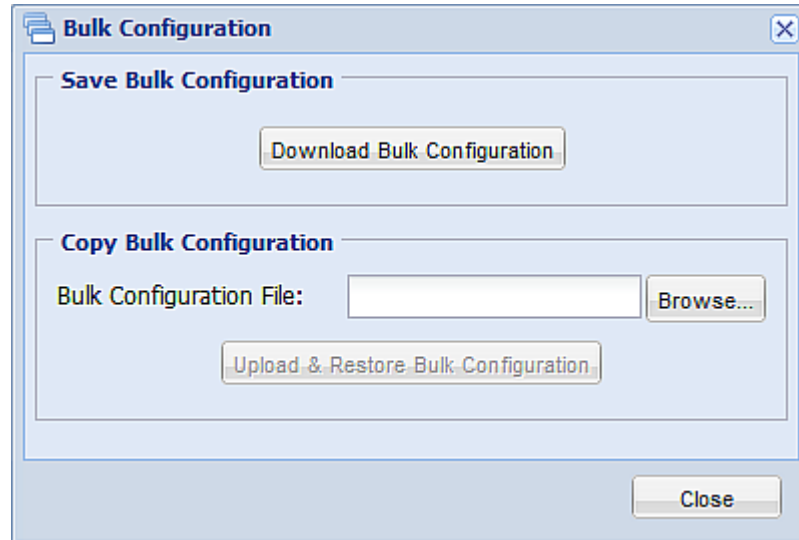 Bulk Configuration
Save Bulk Configuration
Download Bulk Configuration
Copy Bulk Configuration
Bulk Configuration File:
Browse...
Upload & Restore Bulk Configuration
Close